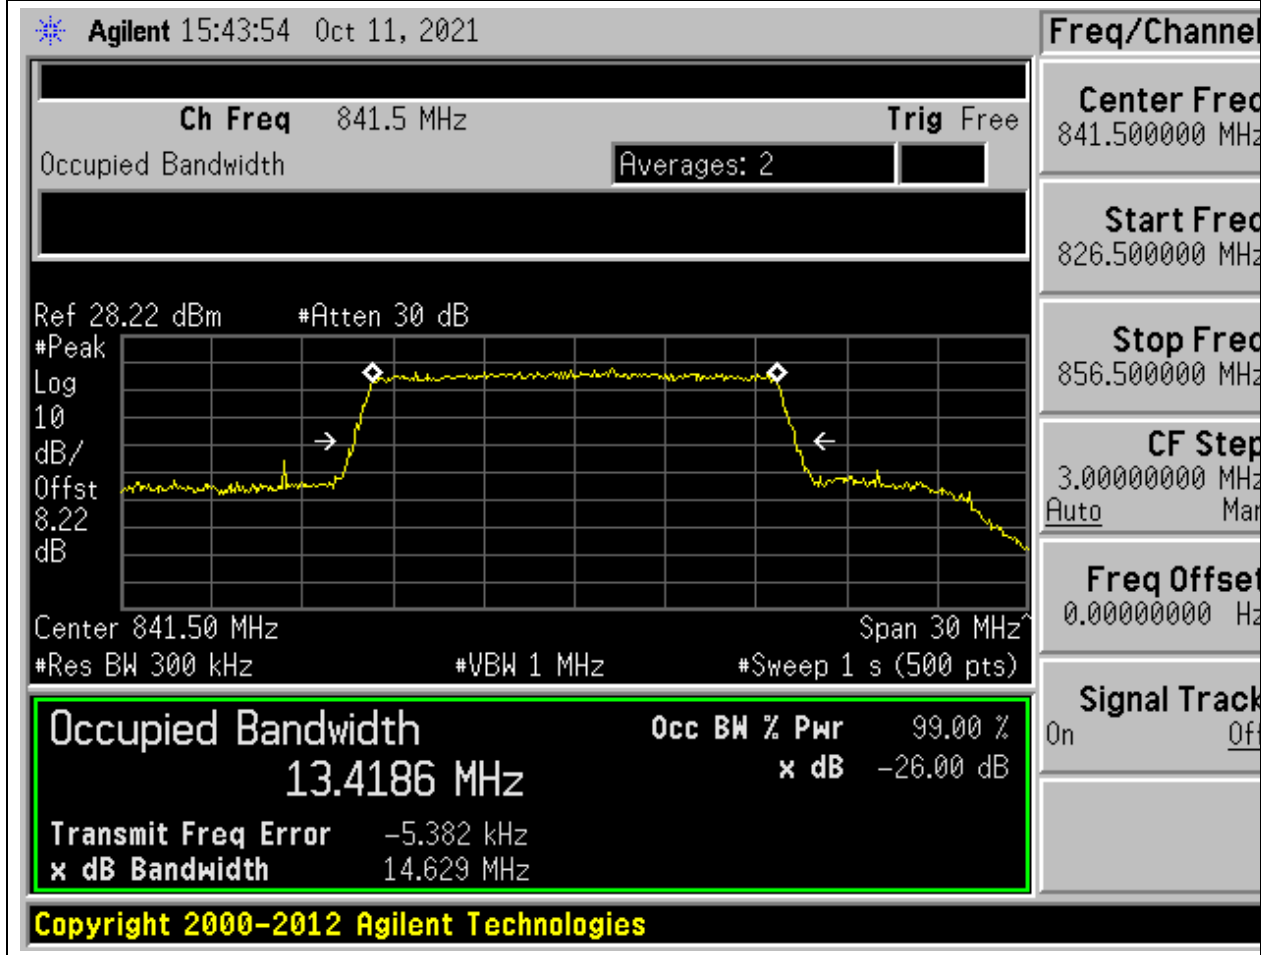 Agilent 15:43:54 Oct 11, 2021
Freq/Channel
Ch Freq 841.5 MHz Trig Free
Occupied Bandwidth Averages: 2
Center Freq
841.500000 MHz
Start Freq
826.500000 MHz
Stop Freq
856.500000 MHz
CF Step
3.00000000 MHz
Auto Man
Freq Offset
0.00000000 Hz
Signal Track
On Off
Ref 28.22 dBm #Atten 30 dB
#Peak
Log
10
dB/
Offst
8.22
dB
Center 841.50 MHz Span 30 MHz^
#Res BW 300 kHz #VBW 1 MHz #Sweep 1 s (500 pts)
Occupied Bandwidth Occ BW % Pwr 99.00 %
13.4186 MHz x dB -26.00 dB
Transmit Freq Error -5.382 kHz
x dB Bandwidth 14.629 MHz
Copyright 2000-2012 Agilent Technologies